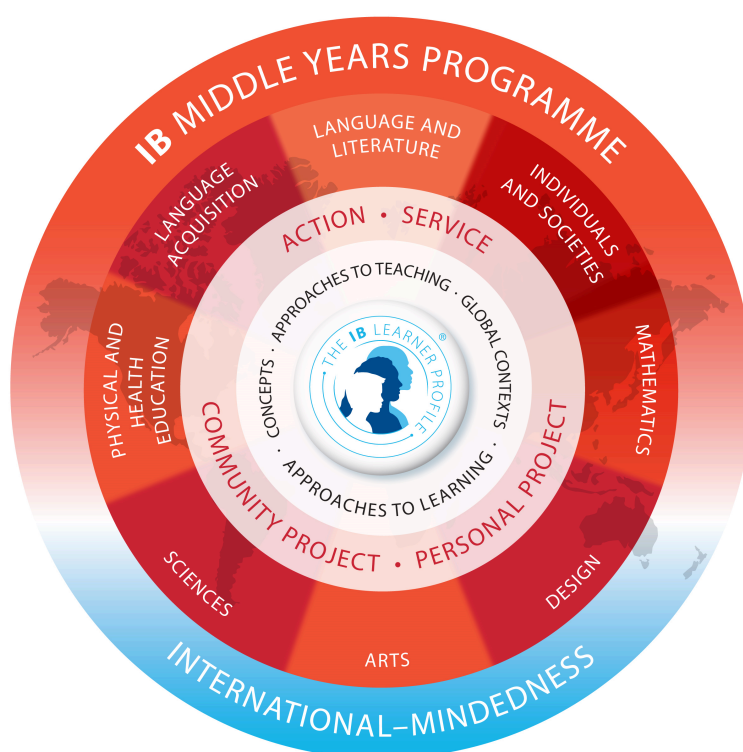 IB MIDDLE YEARS PROGRAMME
LANGUAGE AND
LITERATURE
INDIVIDUALS
AND SOCIETIES
MATHEMATICS
DESIGN
ARTS
SCIENCES
PHYSICAL AND
HEALTH
EDUCATION
LANGUAGE
ACQUISITION
ACTION • SERVICE
COMMUNITY PROJECT • PERSONAL PROJECT
APPROACHES TO TEACHING · GLOBAL CONTEXTS ·
APPROACHES TO LEARNING ·
CONCEPTS ·
• THE IB LEARNER PROFILE •
®
INTERNATIONAL–MINDEDNESS